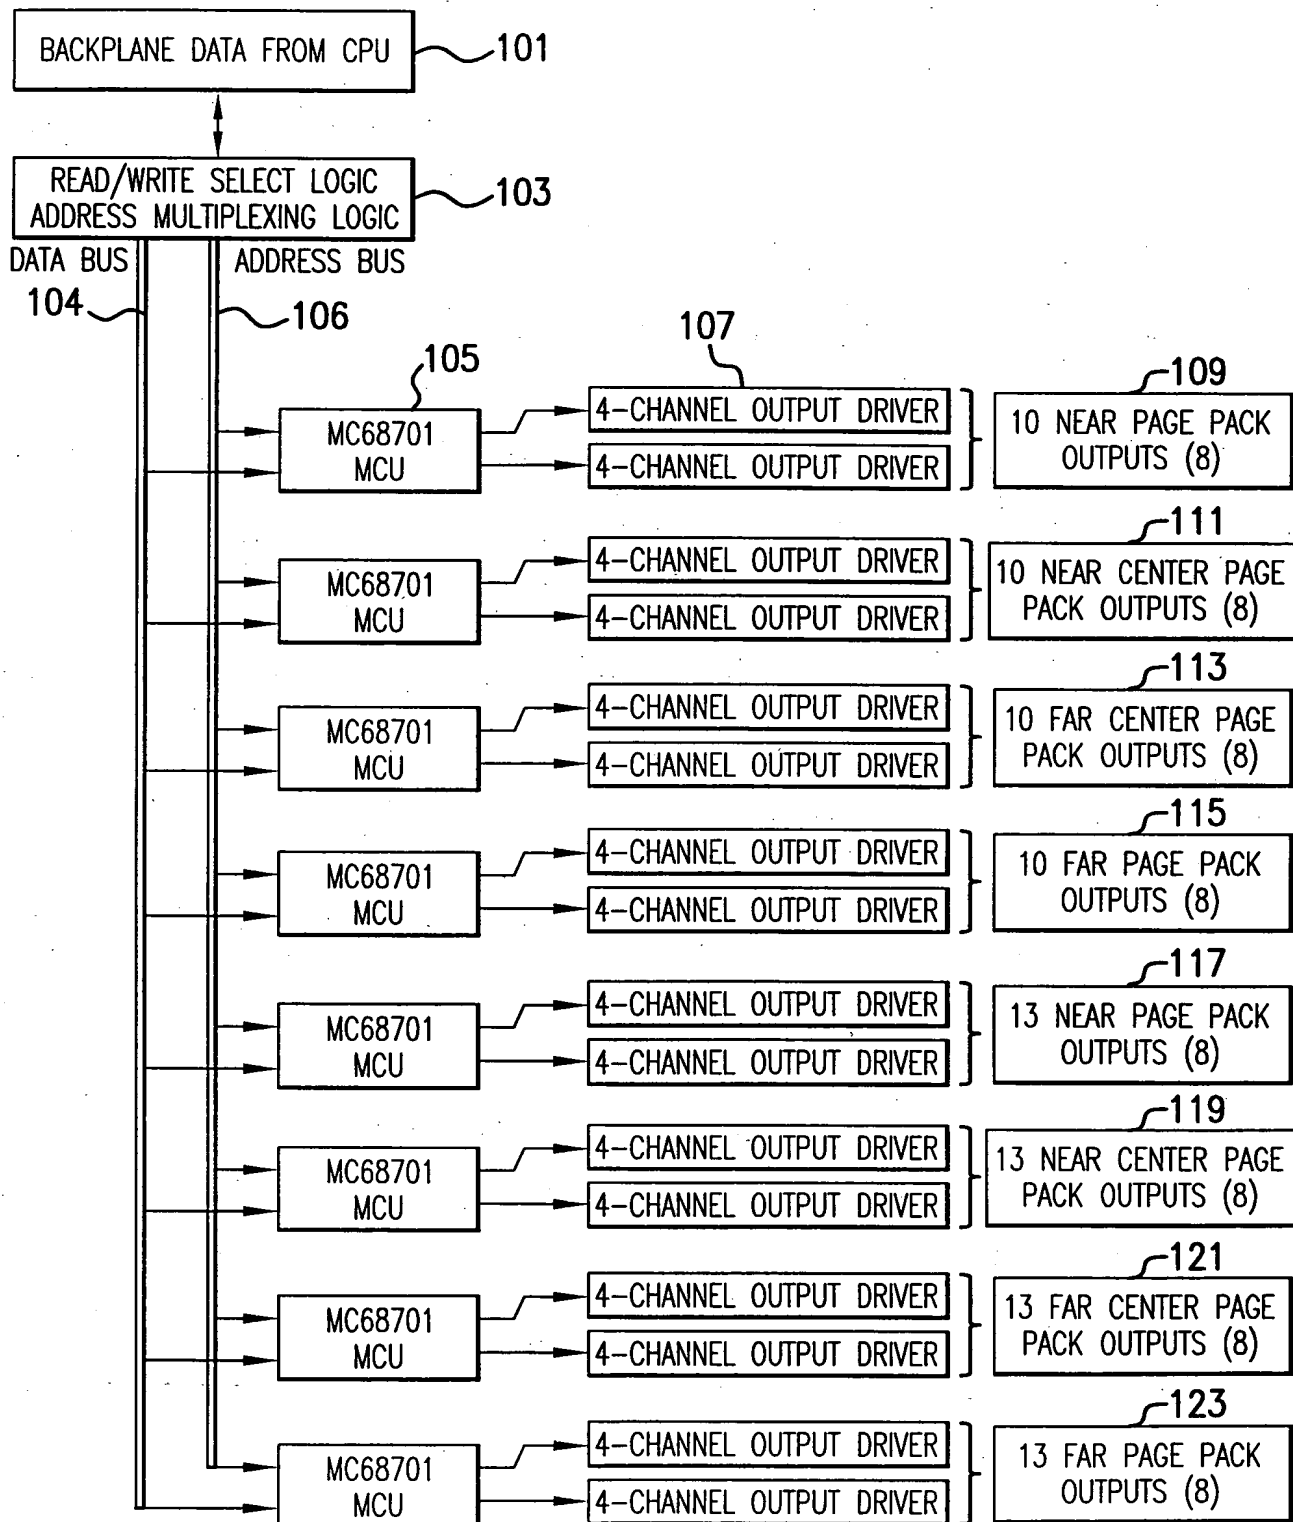 BACKPLANE DATA FROM CPU
101
READ/WRITE SELECT LOGIC
ADDRESS MULTIPLEXING LOGIC
103
DATA BUS
ADDRESS BUS
104
106
105
107
109
MC68701
MCU
4-CHANNEL OUTPUT DRIVER
4-CHANNEL OUTPUT DRIVER
10 NEAR PAGE PACK
OUTPUTS (8)
111
MC68701
MCU
4-CHANNEL OUTPUT DRIVER
4-CHANNEL OUTPUT DRIVER
10 NEAR CENTER PAGE
PACK OUTPUTS (8)
113
MC68701
MCU
4-CHANNEL OUTPUT DRIVER
4-CHANNEL OUTPUT DRIVER
10 FAR CENTER PAGE
PACK OUTPUTS (8)
115
MC68701
MCU
4-CHANNEL OUTPUT DRIVER
4-CHANNEL OUTPUT DRIVER
10 FAR PAGE PACK
OUTPUTS (8)
117
MC68701
MCU
4-CHANNEL OUTPUT DRIVER
4-CHANNEL OUTPUT DRIVER
13 NEAR PAGE PACK
OUTPUTS (8)
119
MC68701
MCU
4-CHANNEL OUTPUT DRIVER
4-CHANNEL OUTPUT DRIVER
13 NEAR CENTER PAGE
PACK OUTPUTS (8)
121
MC68701
MCU
4-CHANNEL OUTPUT DRIVER
4-CHANNEL OUTPUT DRIVER
13 FAR CENTER PAGE
PACK OUTPUTS (8)
123
MC68701
MCU
4-CHANNEL OUTPUT DRIVER
4-CHANNEL OUTPUT DRIVER
13 FAR PAGE PACK
OUTPUTS (8)